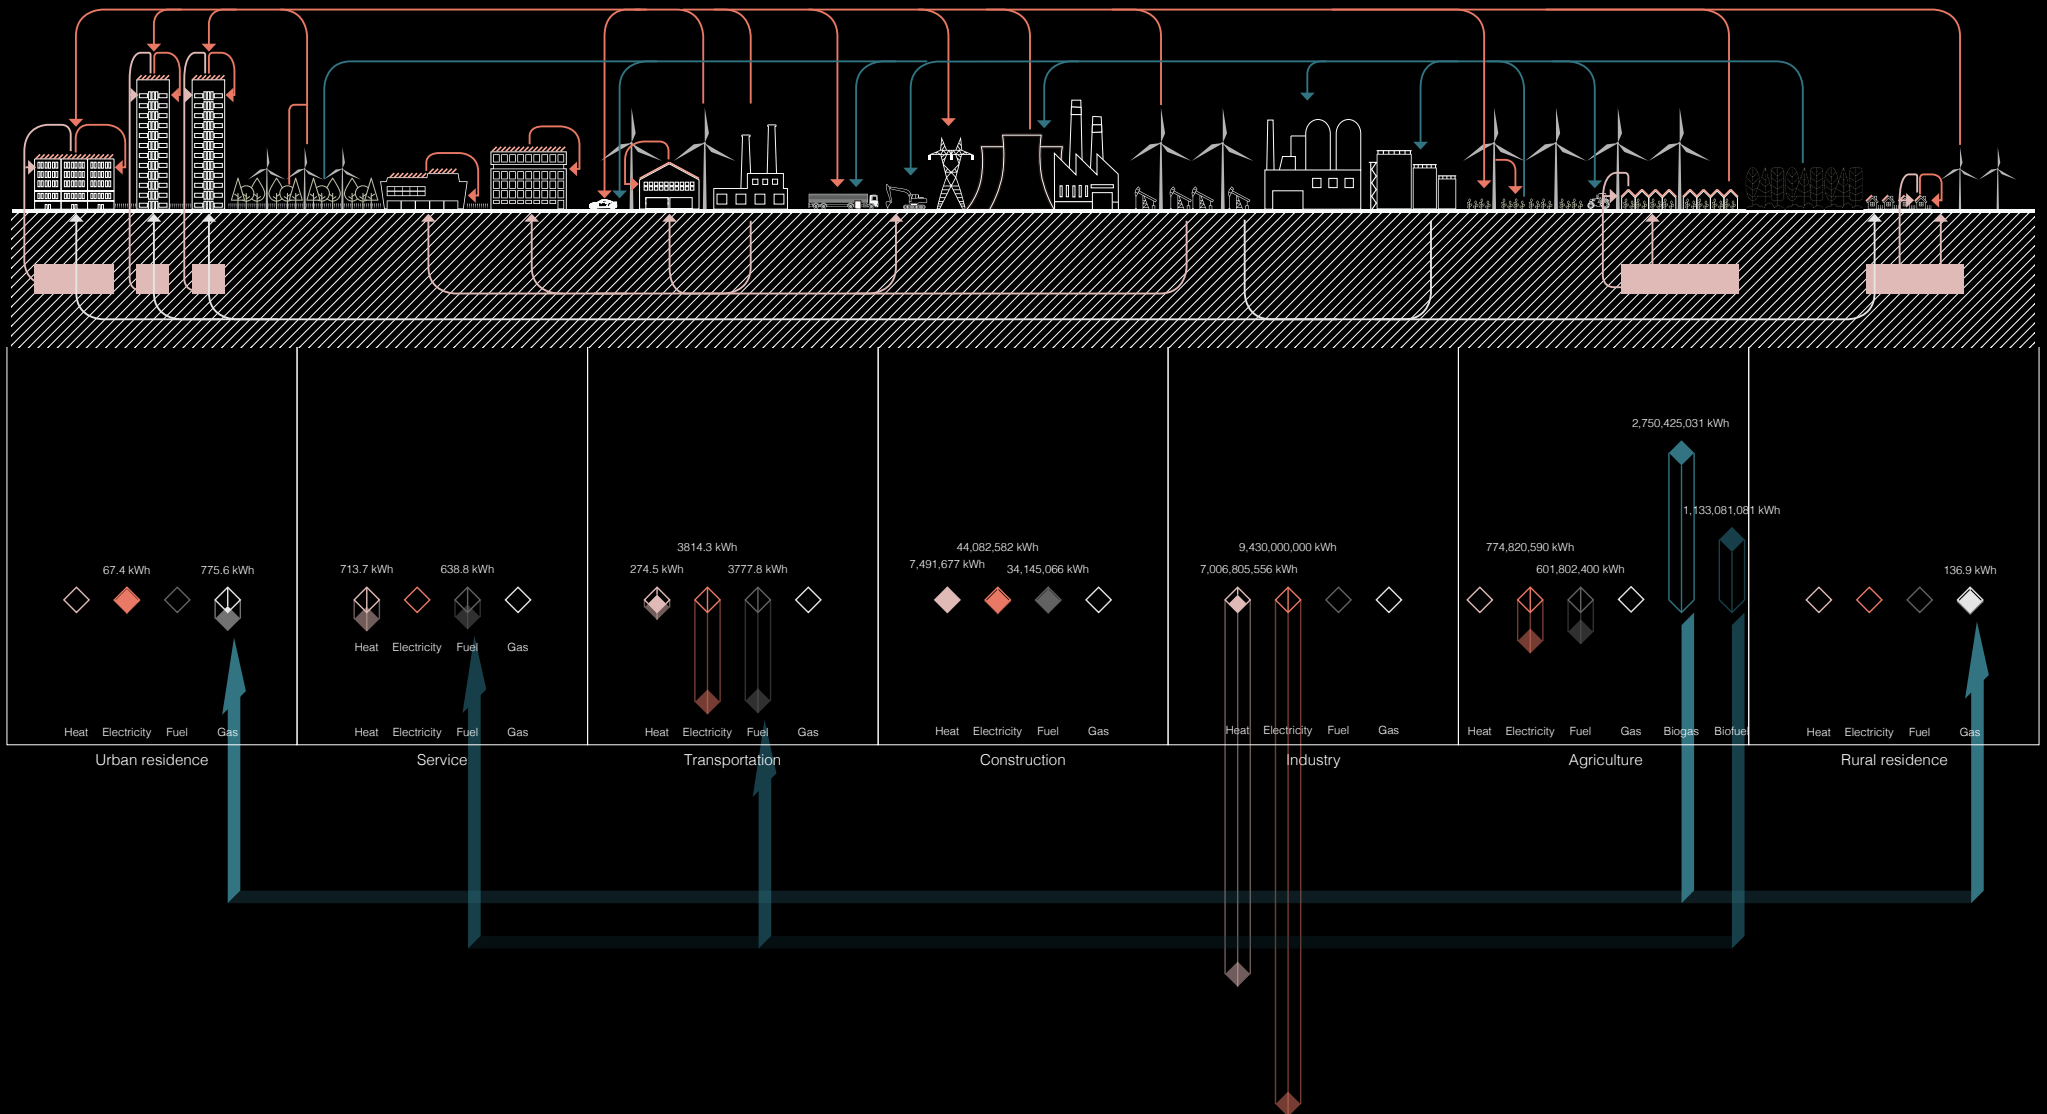 2,750,425,031 kWh
1,133,081,081 kWh
67.4 kWh
775.6 kWh
713.7 kWh
638.8 kWh
3814.3 kWh
274.5 kWh
3777.8 kWh
44,082,582 kWh
7,491,677 kWh
34,145,066 kWh
9,430,000,000 kWh
7,006,805,556 kWh
774,820,590 kWh
601,802,400 kWh
136.9 kWh
Heat Electricity Fuel Gas
Heat Electricity Fuel Gas
Heat Electricity Fuel Gas
Heat Electricity Fuel Gas
Heat Electricity Fuel Gas
Heat Electricity Fuel Gas
Heat Electricity Fuel Gas Biogas Biofuel
Heat Electricity Fuel Gas
Urban residence
Service
Transportation
Construction
Industry
Agriculture
Rural residence